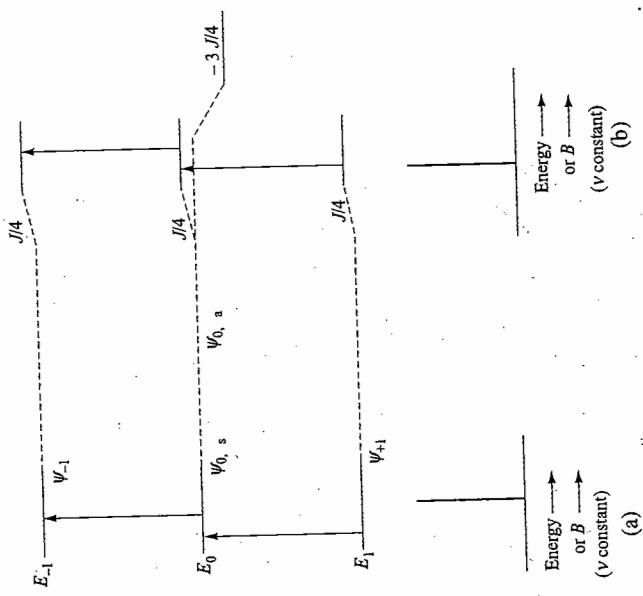 E₋₁
Ψ₋₁
J/4
E₀
Ψ₀, s
Ψ₀, a
J/4
− 3 J/4
E₁
Ψ₊₁
J/4
Energy →
or B →
(ν constant)
(a)
Energy →
or B →
(ν constant)
(b)